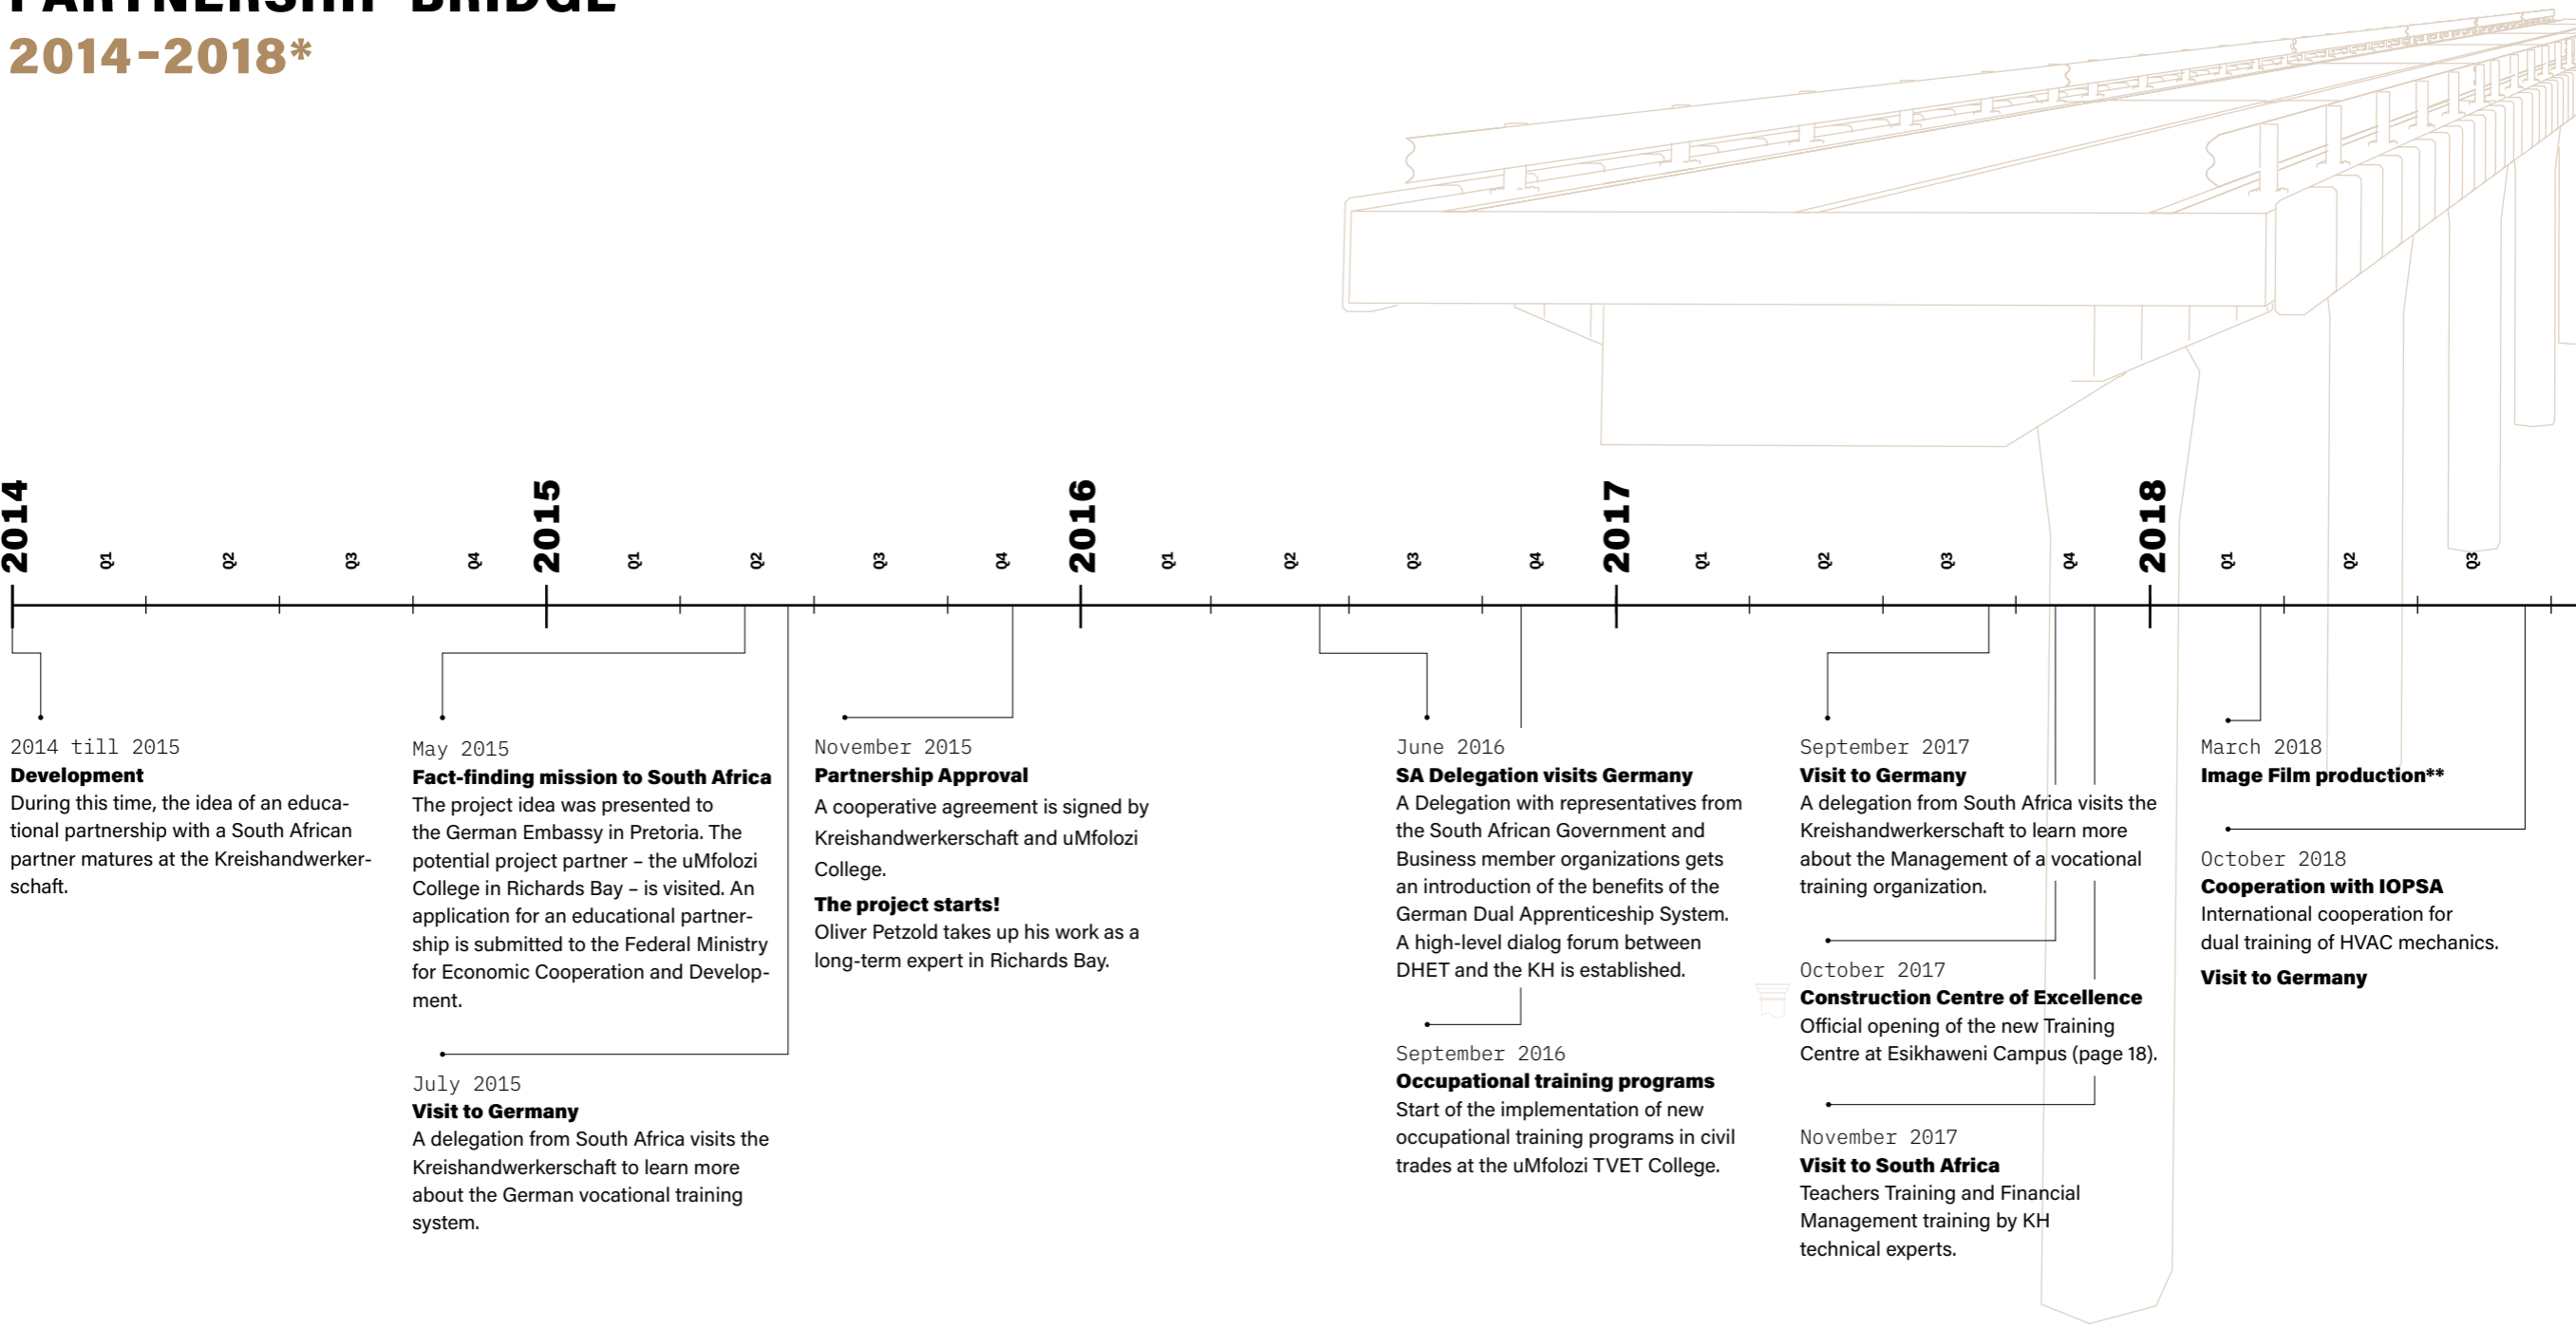 PARTNERSHIP BRIDGE
2014–2018*
2014
Q1
Q2
Q3
Q4
2015
Q1
Q2
Q3
Q4
2016
Q1
Q2
Q3
Q4
2017
Q1
Q2
Q3
Q4
2018
Q1
Q2
Q3
2014 till 2015
Development
During this time, the idea of an educa-
tional partnership with a South African
partner matures at the Kreishandwerker-
schaft.
May 2015
Fact-finding mission to South Africa
The project idea was presented to
the German Embassy in Pretoria. The
potential project partner – the uMfolozi
College in Richards Bay – is visited. An
application for an educational partner-
ship is submitted to the Federal Ministry
for Economic Cooperation and Develop-
ment.
July 2015
Visit to Germany
A delegation from South Africa visits the
Kreishandwerkerschaft to learn more
about the German vocational training
system.
November 2015
Partnership Approval
A cooperative agreement is signed by
Kreishandwerkerschaft and uMfolozi
College.
The project starts!
Oliver Petzold takes up his work as a
long-term expert in Richards Bay.
June 2016
SA Delegation visits Germany
A Delegation with representatives from
the South African Government and
Business member organizations gets
an introduction of the benefits of the
German Dual Apprenticeship System.
A high-level dialog forum between
DHET and the KH is established.
September 2016
Occupational training programs
Start of the implementation of new
occupational training programs in civil
trades at the uMfolozi TVET College.
September 2017
Visit to Germany
A delegation from South Africa visits the
Kreishandwerkerschaft to learn more
about the Management of a vocational
training organization.
October 2017
Construction Centre of Excellence
Official opening of the new Training
Centre at Esikhaweni Campus (page 18).
November 2017
Visit to South Africa
Teachers Training and Financial
Management training by KH
technical experts.
March 2018
Image Film production**
October 2018
Cooperation with IOPSA
International cooperation for
dual training of HVAC mechanics.
Visit to Germany